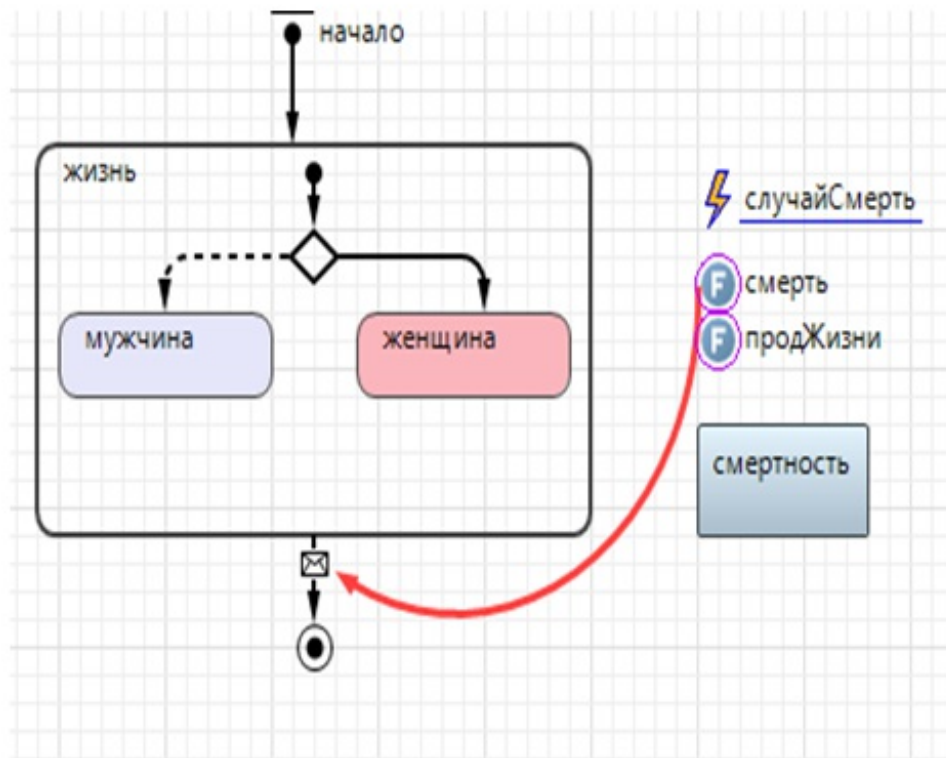 начало
жизнь
мужчина
женщина
случайСмерть
F смерть
F продЖизни
смертность